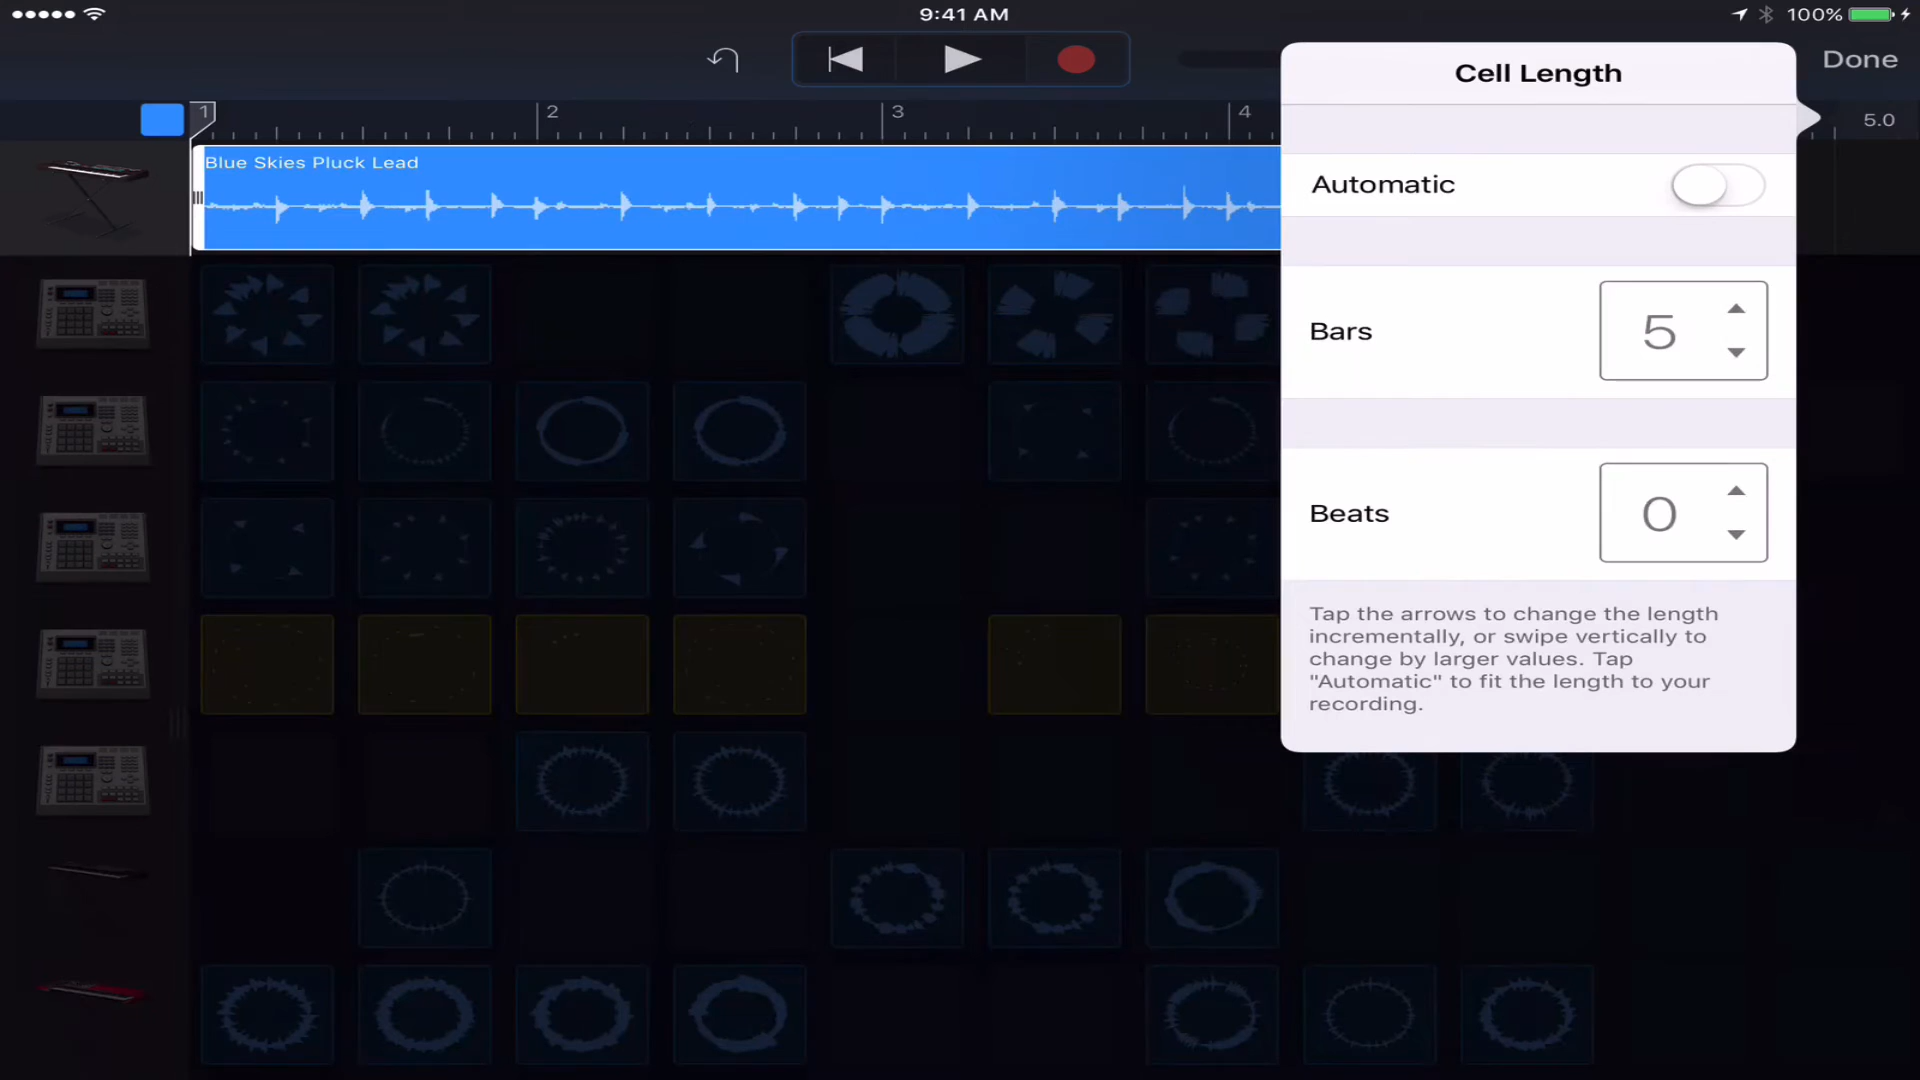 9:41 AM
100%
Done
Cell Length
1
2
3
4
5.0
Blue Skies Pluck Lead
Automatic
Bars
5
Beats
0
Tap the arrows to change the length
incrementally, or swipe vertically to
change by larger values. Tap
"Automatic" to fit the length to your
recording.